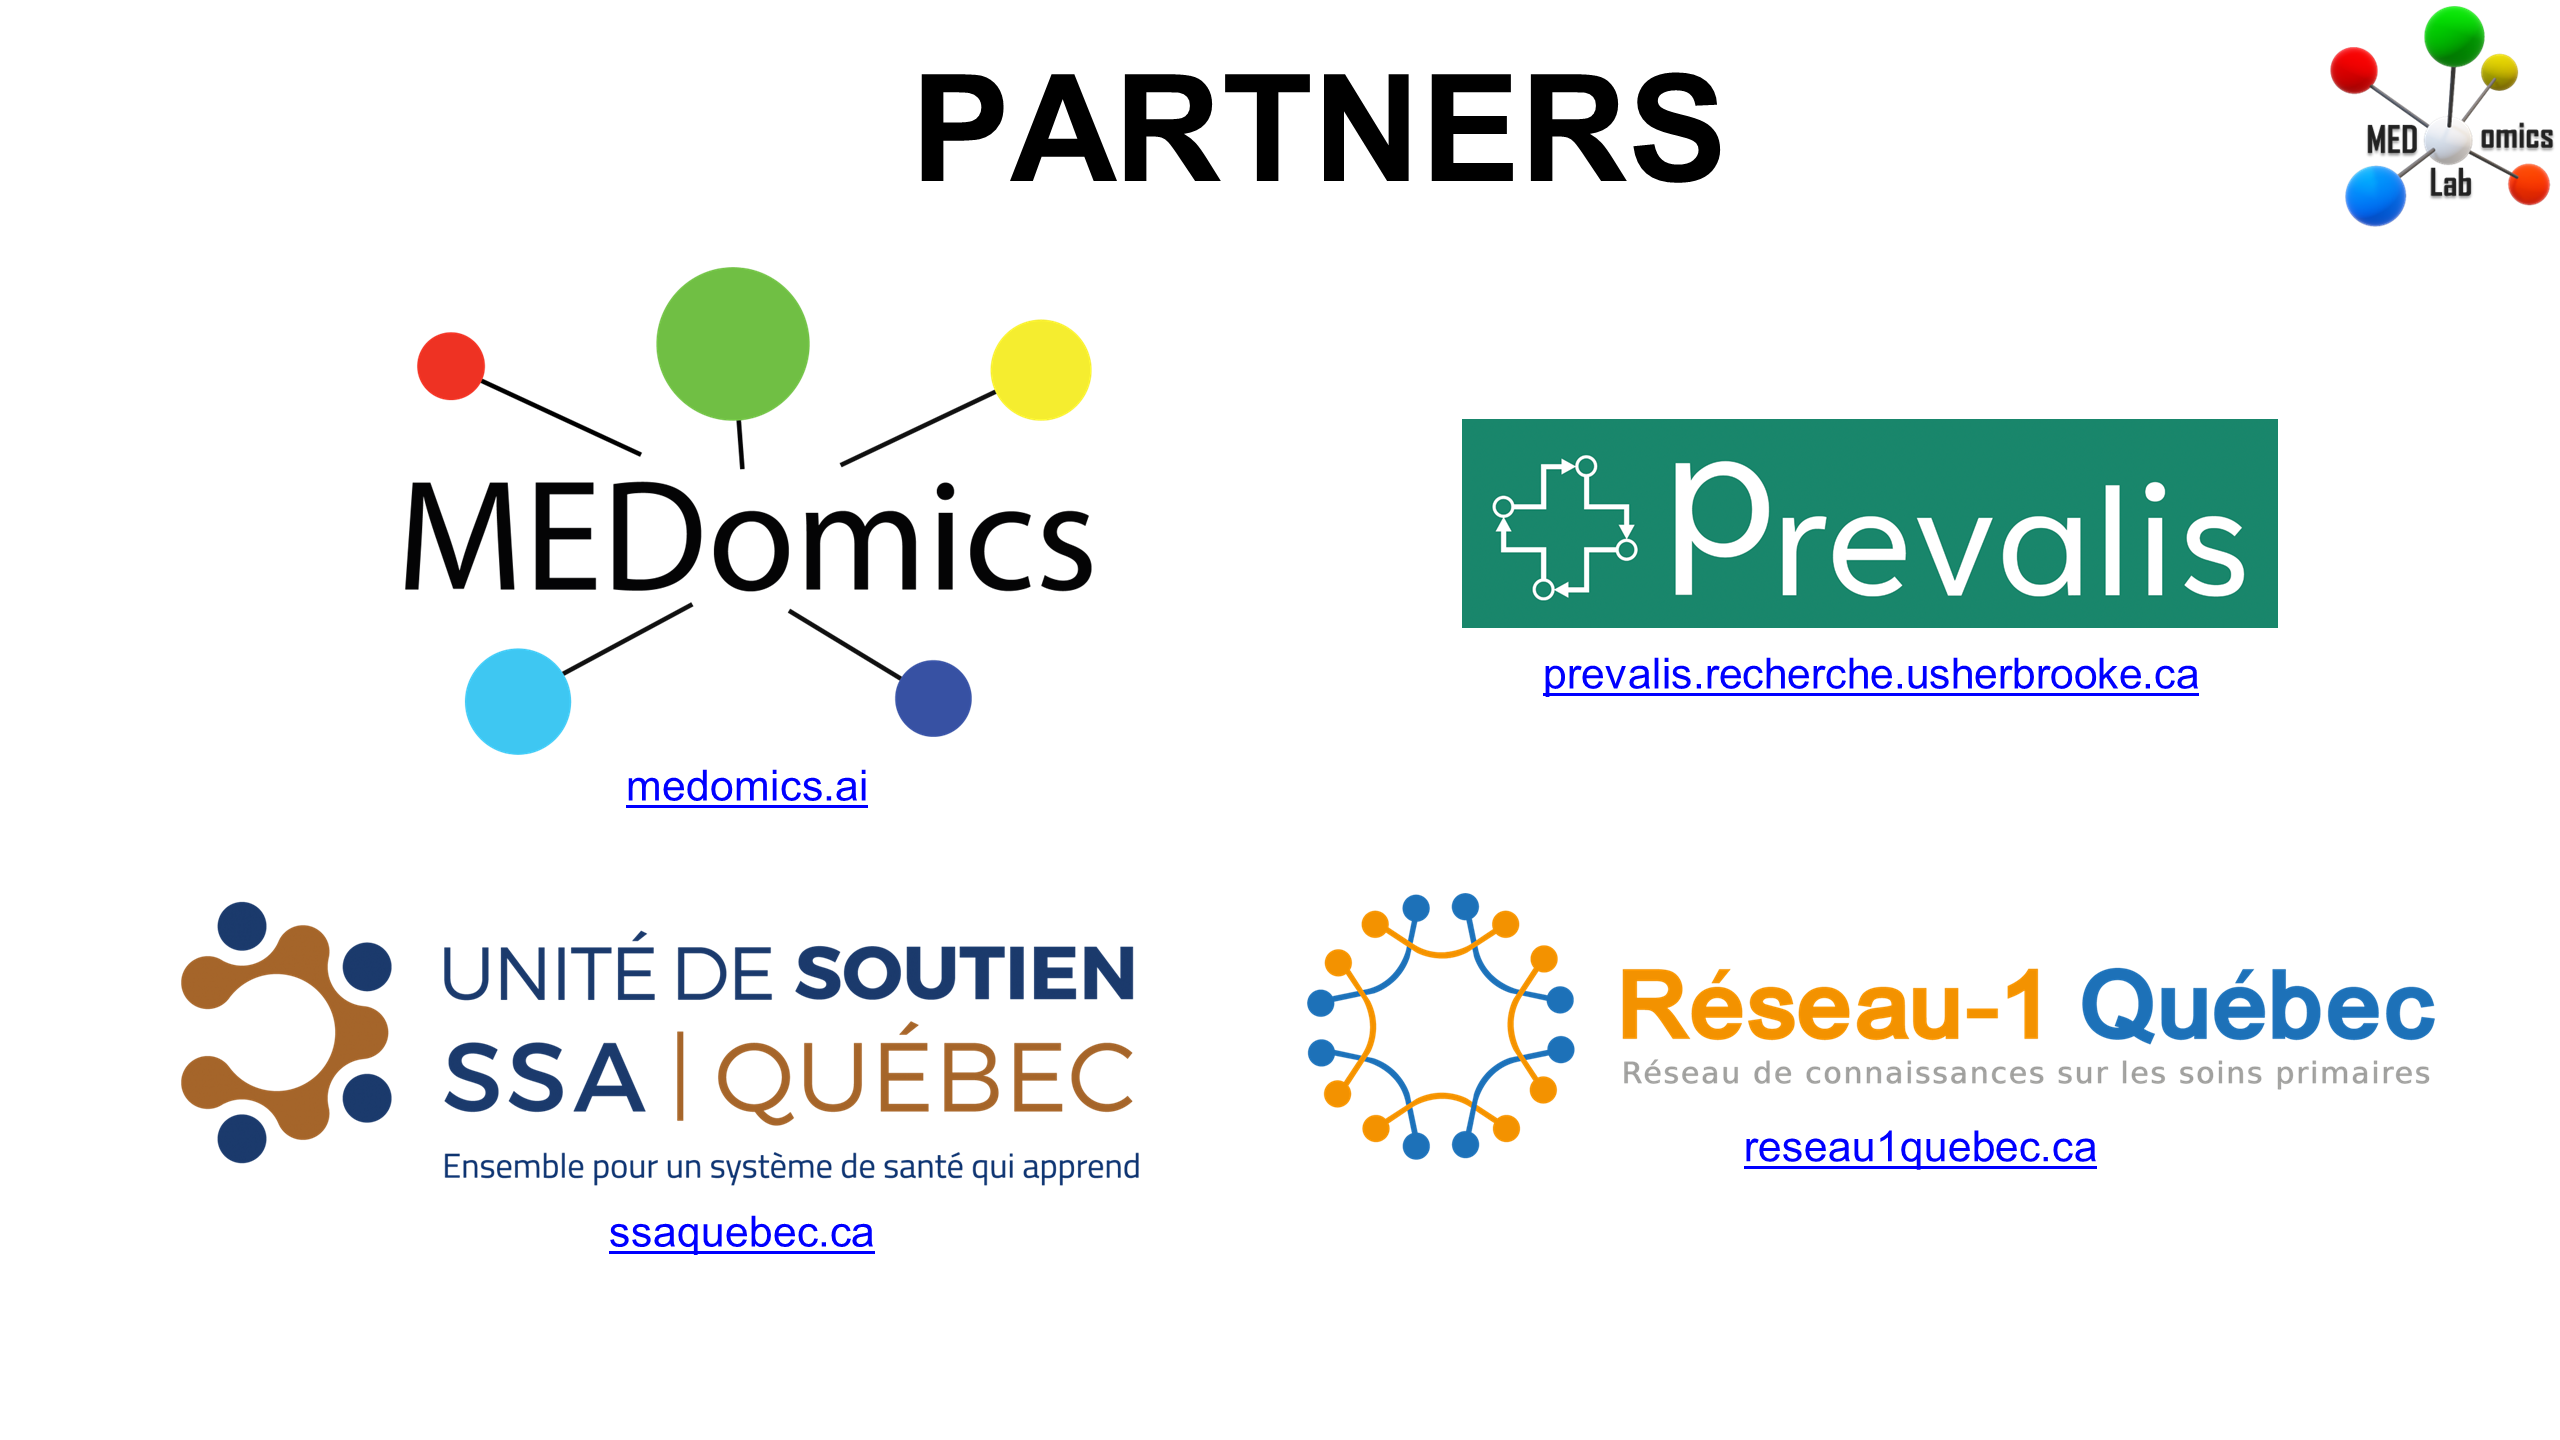 PARTNERS
MED omics
Lab
MEDomics
medomics.ai
Prevalis
prevalis.recherche.usherbrooke.ca
UNITÉ DE SOUTIEN
SSA | QUÉBEC
Ensemble pour un système de santé qui apprend
ssaquebec.ca
Réseau-1 Québec
Réseau de connaissances sur les soins primaires
reseau1quebec.ca